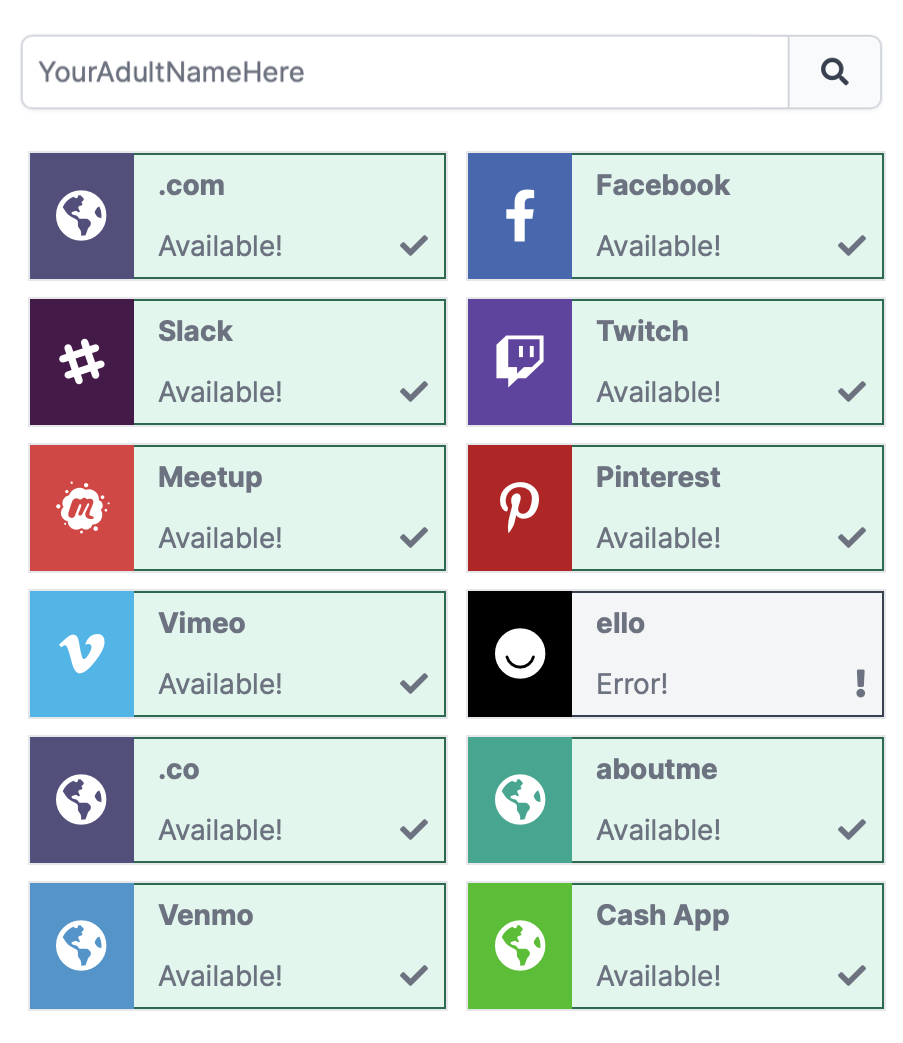 YourAdultNameHere
.com
Available!
Facebook
Available!
Slack
Available!
Twitch
Available!
Meetup
Available!
Pinterest
Available!
Vimeo
Available!
ello
Error!
.co
Available!
aboutme
Available!
Venmo
Available!
Cash App
Available!